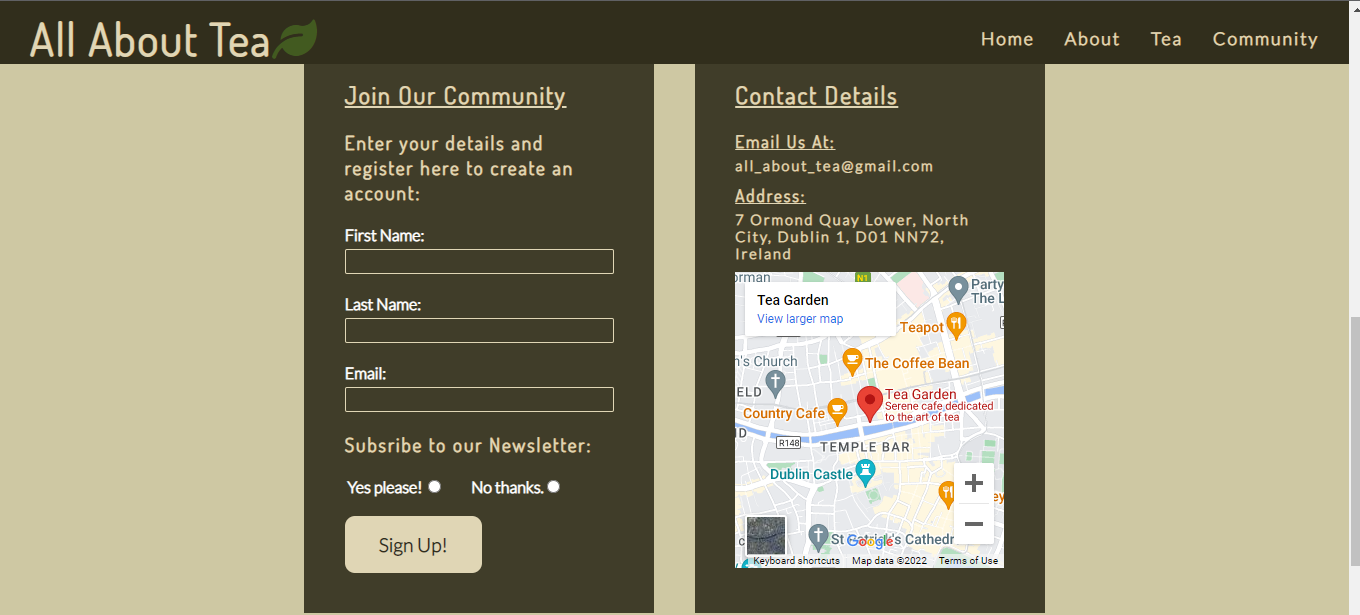 All About Tea
Home About Tea Community
Join Our Community
Enter your details and
register here to create an
account:
First Name:
Last Name:
Email:
Subsribe to our Newsletter:
Yes please! No thanks.
Sign Up!
Contact Details
Email Us At:
all_about_tea@gmail.com
Address:
7 Ormond Quay Lower, North
City, Dublin 1, D01 NN72,
Ireland
N1
Tea Garden
View larger map
Party
The L
Teapot
n's Church
The Coffee Bean
ELD
Tea Garden
Serene cafe dedicated
to the art of tea
Country Cafe
R148
TEMPLE BAR
Dublin Castle
St Patrick's Cathedr
Google
Keyboard shortcuts Map data ©2022 Terms of Use